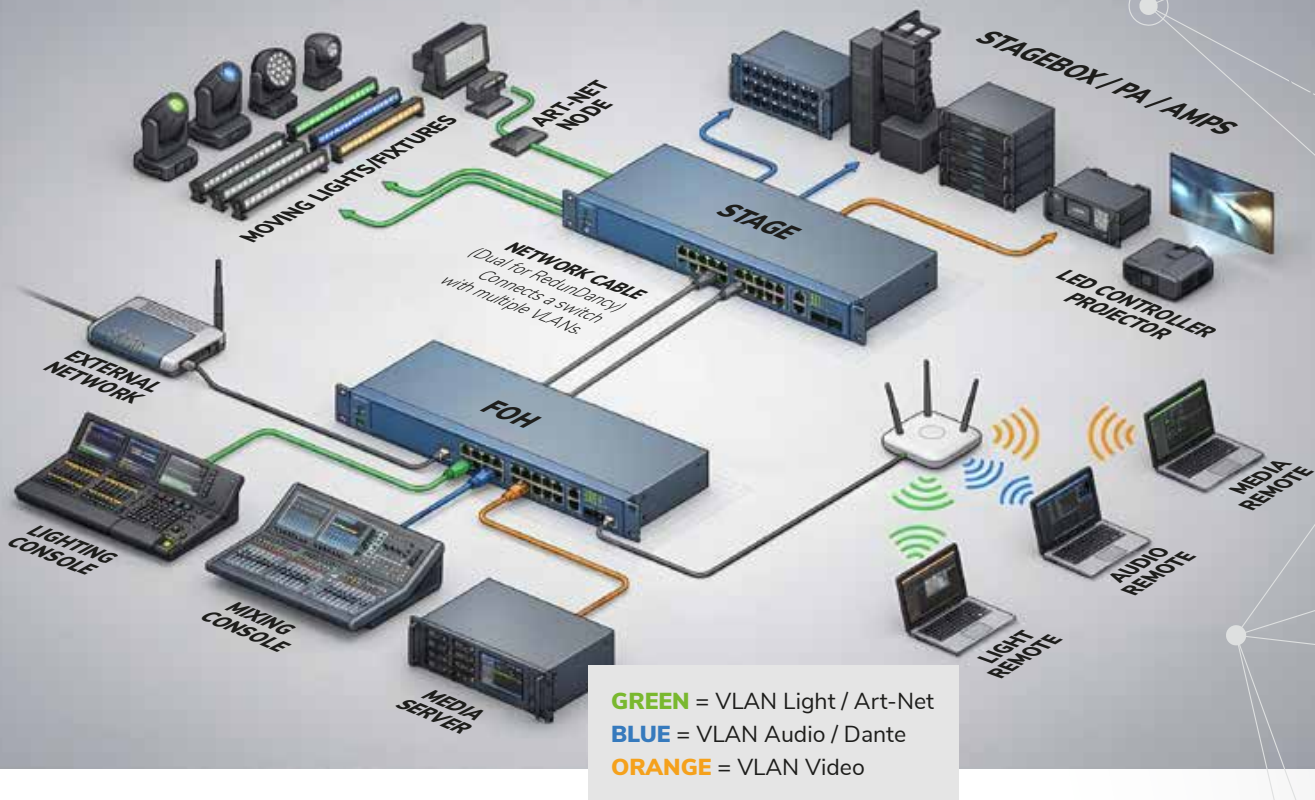 STAGEBOX / PA / AMPS
ART-NET
NODE
MOVING LIGHTS/FIXTURES
STAGE
NETWORK CABLE
(Dual for RedunDancy)
Connects a switch
with multiple VLANs.
LED CONTROLLER
PROJECTOR
EXTERNAL
NETWORK
FOH
LIGHTING
CONSOLE
MIXING
CONSOLE
MEDIA
SERVER
MEDIA
REMOTE
AUDIO
REMOTE
LIGHT
REMOTE
GREEN = VLAN Light / Art-Net
BLUE = VLAN Audio / Dante
ORANGE = VLAN Video